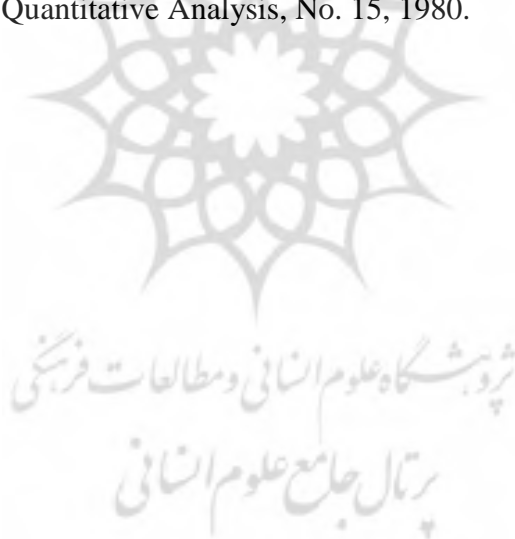 Quantitative Analysis, No. 15, 1980.
پژوهشگاه علوم انسانی و مطالعات فرهنگی
پرتال جامع علوم انسانی